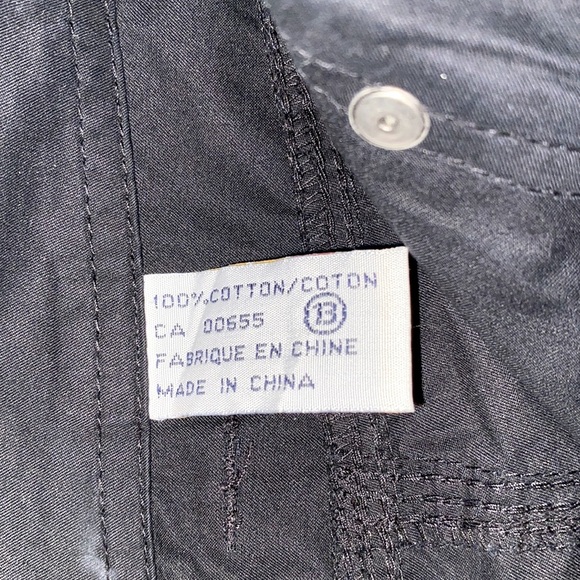 100% COTTON/COTON
CA 00655 13
FABRIQUE EN CHINE
MADE IN CHINA